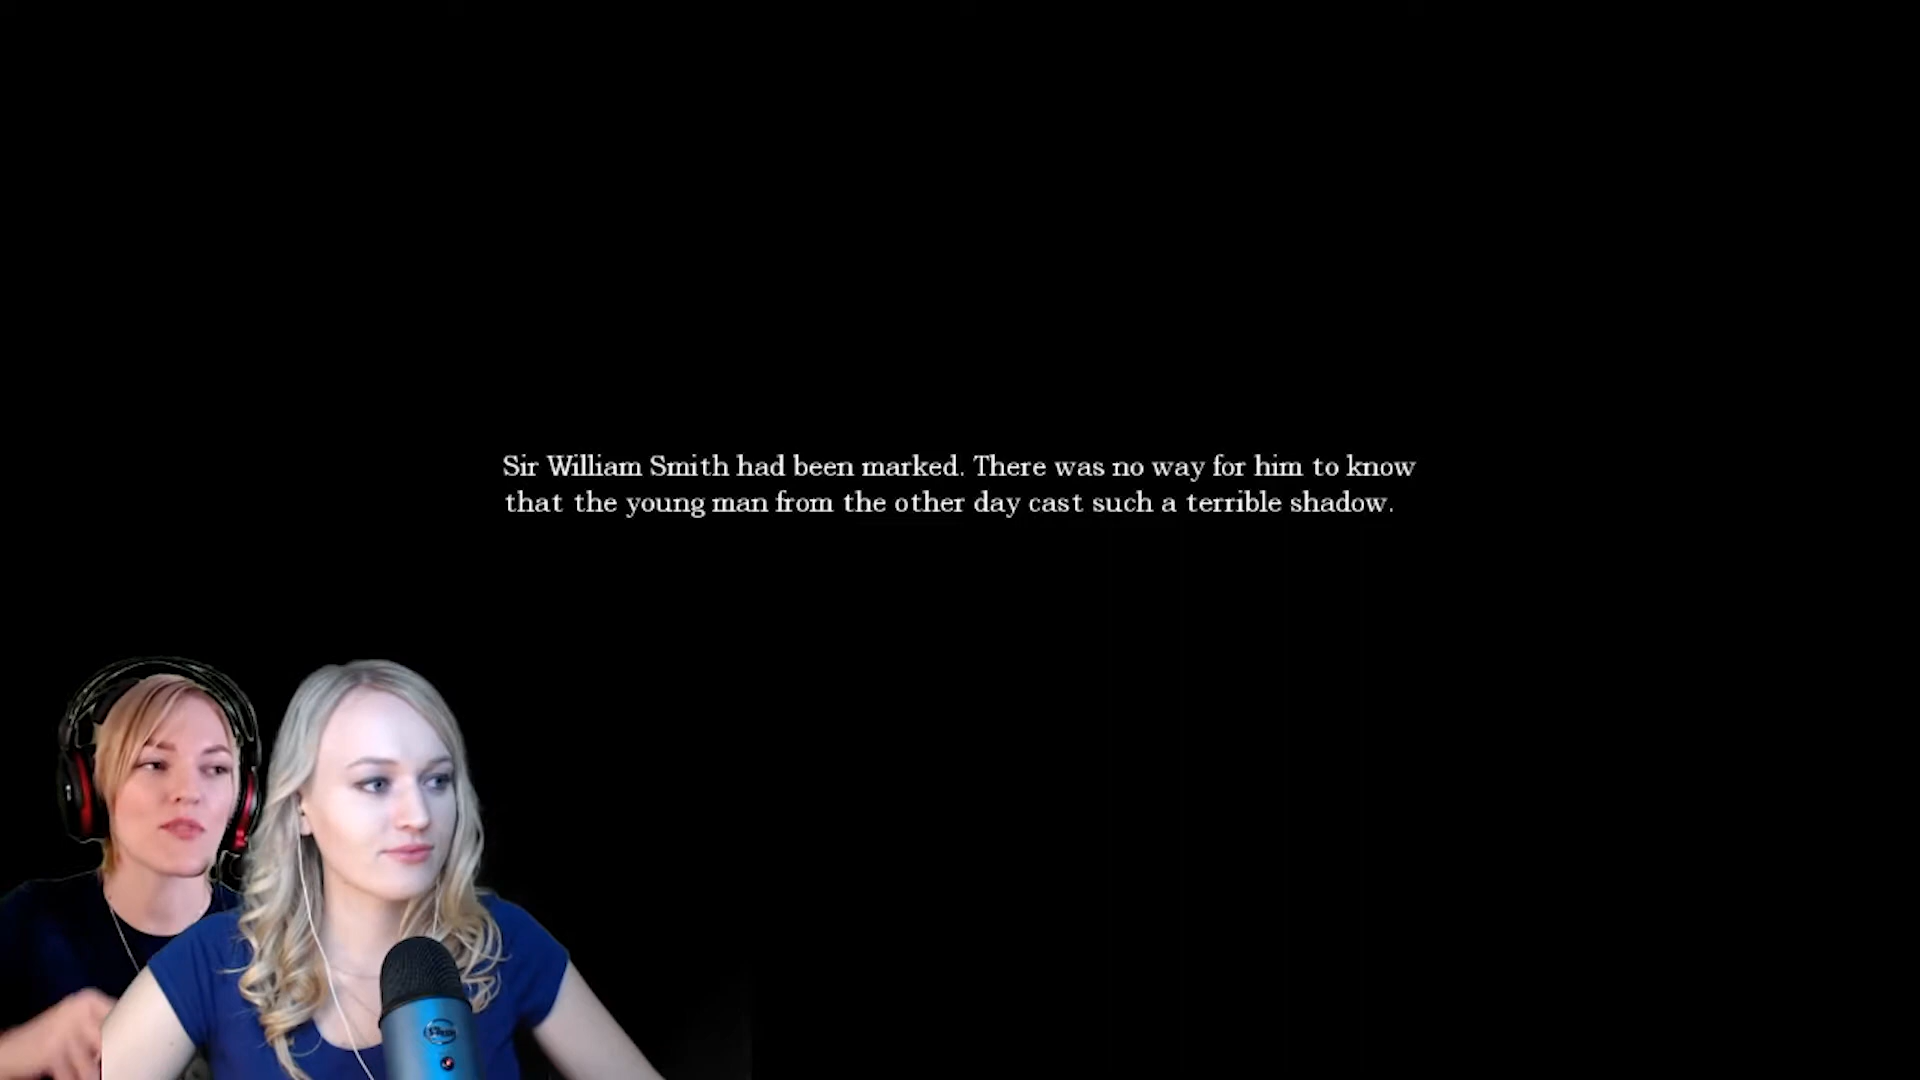 Sir William Smith had been marked. There was no way for him to know
that the young man from the other day cast such a terrible shadow.